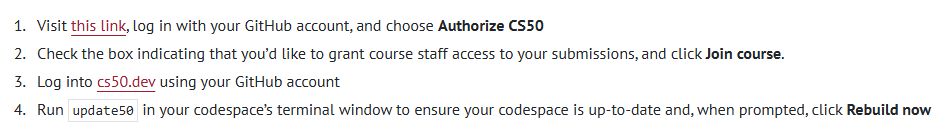 1. Visit this link, log in with your GitHub account, and choose Authorize CS50
2. Check the box indicating that you’d like to grant course staff access to your submissions, and click Join course.
3. Log into cs50.dev using your GitHub account
4. Run update50 in your codespace’s terminal window to ensure your codespace is up-to-date and, when prompted, click Rebuild now